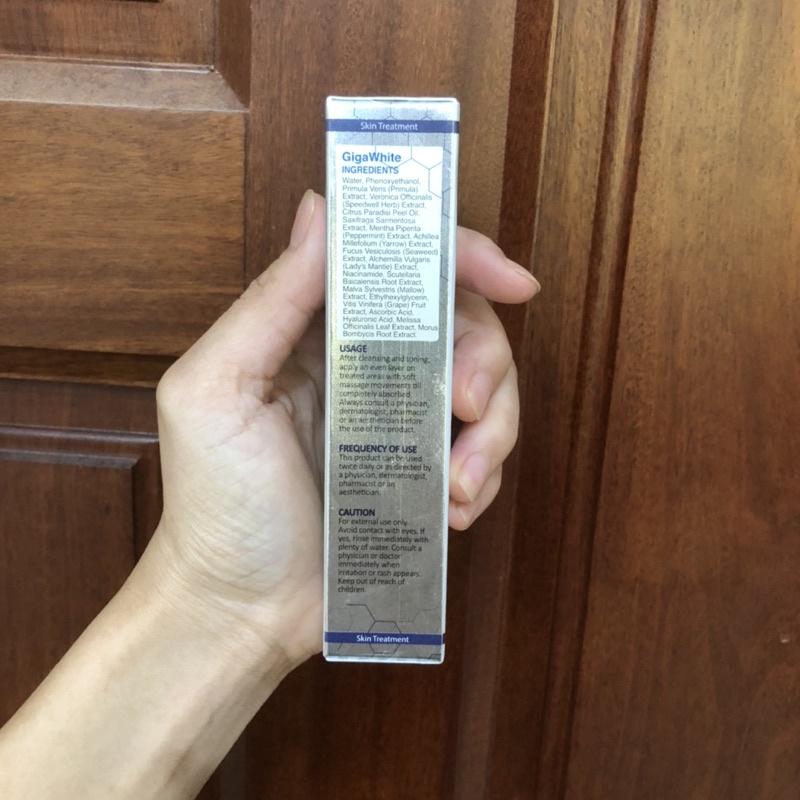 Skin Treatment
GigaWhite
INGREDIENTS
Water, Phenoxyethanol,
Primula Veris (Primula)
Extract, Veronica Officinalis
(Speedwell Herb) Extract,
Citrus Paradisi Peel Oil,
Saxifraga Sarmentosa
Extract, Mentha Piperita
(Peppermint) Extract, Achillea
Millefolium (Yarrow) Extract,
Fucus Vesiculosis (Seaweed)
Extract, Alchemilla Vulgaris
(Lady's Mantle) Extract,
Niacinamide, Scutellaria
Baicalensis Root Extract,
Malva Sylvestris (Mallow)
Extract, Ethylhexylglycerin,
Vitis Vinifera (Grape) Fruit
Extract, Ascorbic Acid,
Hyaluronic Acid, Melissa
Officinalis Leaf Extract, Morus
Bombycis Root Extract.
USAGE
After cleansing and toning,
apply an even layer on
treated areas with soft
massage movements till
completely absorbed.
Always consult a physician,
dermatologist, pharmacist
or an aesthetician before
the use of the product.
FREQUENCY OF USE
This product can be used
twice daily or as directed by
a physician, dermatologist,
pharmacist or an
aesthetician.
CAUTION
For external use only.
Avoid contact with eyes. If
yes, rinse immediately with
plenty of water. Consult a
physician or doctor
immediately when
irritation or rash appears.
Keep out of reach of
children.
Skin Treatment